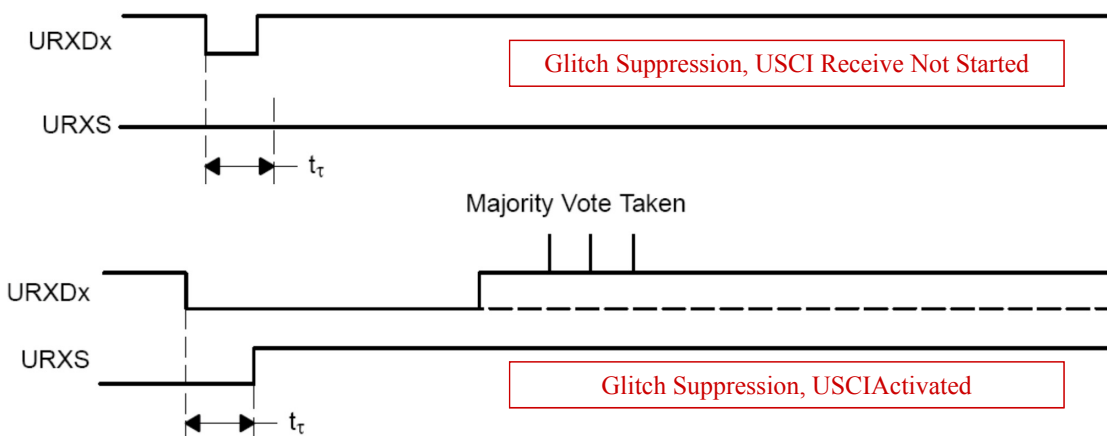 URXDx
Glitch Suppression, USCI Receive Not Started
URXS
tτ
Majority Vote Taken
URXDx
URXS
Glitch Suppression, USCIActivated
tτ